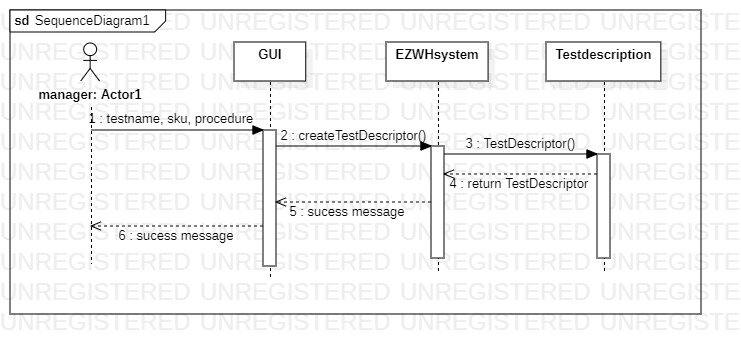 sd SequenceDiagram1
GUI
EZWHsystem
Testdescription
manager: Actor1
1 : testname, sku, procedure
2 : createTestDescriptor()
3 : TestDescriptor()
4 : return TestDescriptor
5 : sucess message
6 : sucess message
UNREGISTERED UNREGISTERED UNREGISTERED UNREGISTERED